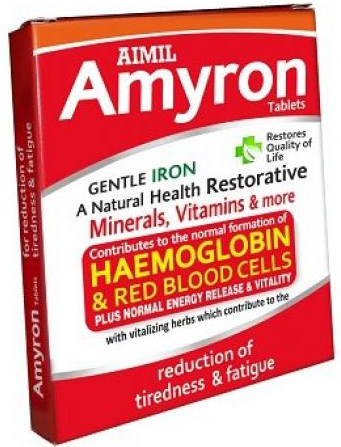 AIMIL
Amyron
Tablets
Restores
Quality of
Life
GENTLE IRON
A Natural Health Restorative
Minerals, Vitamins & more
Contributes to the normal formation of
HAEMOGLOBIN
& RED BLOOD CELLS
PLUS NORMAL ENERGY RELEASE & VITALITY
with vitalizing herbs which contribute to the
reduction of
tiredness & fatigue
for reduction of
tiredness & fatigue
Amyron
Tablets